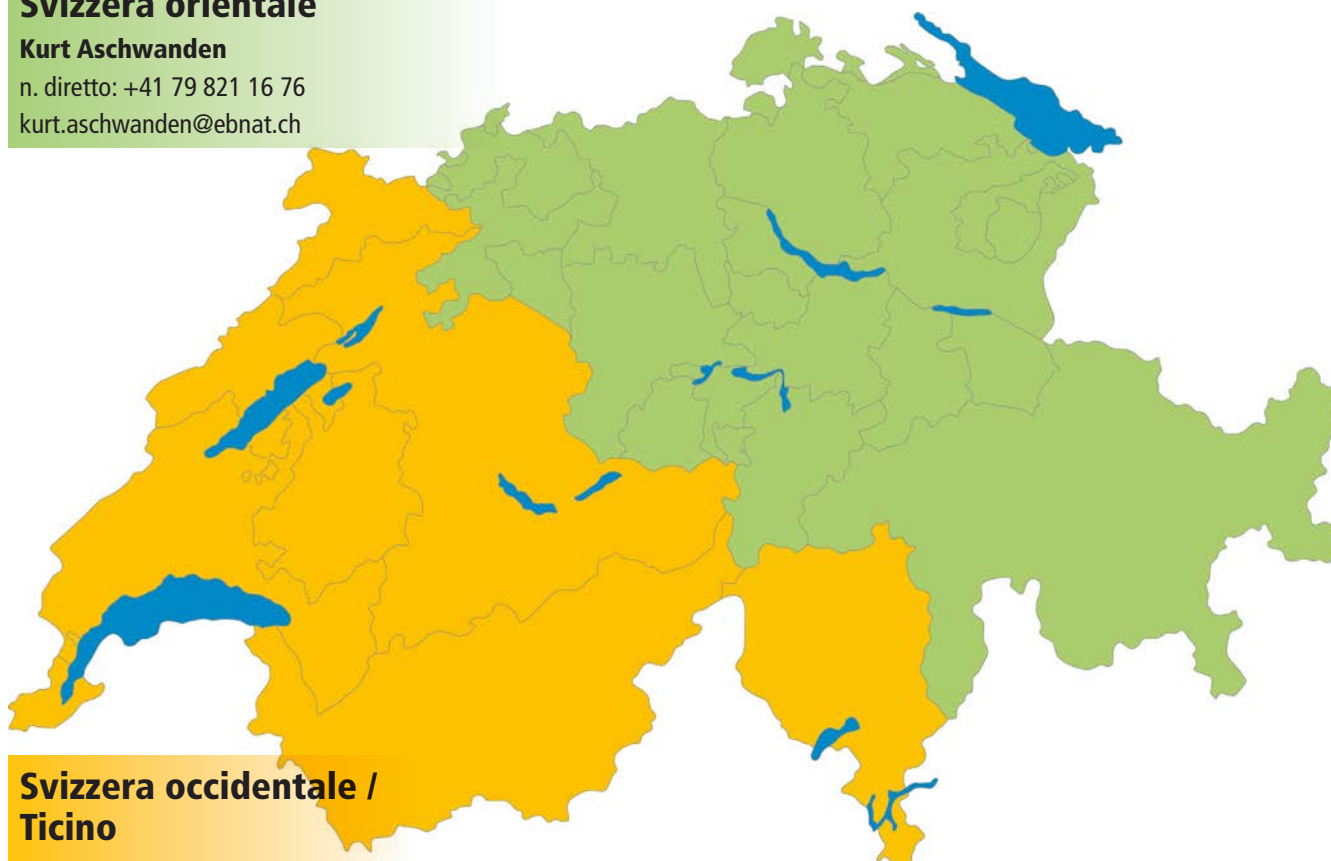 Svizzera orientale
Kurt Aschwanden
n. diretto: +41 79 821 16 76
kurt.aschwanden@ebnat.ch
Svizzera occidentale /
Ticino